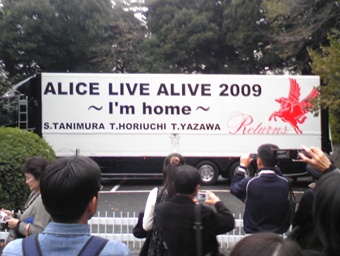 ALICE LIVE ALIVE 2009
~I'm home~
S.TANIMURA T.HORIUCHI T.YAZAWA
Returns